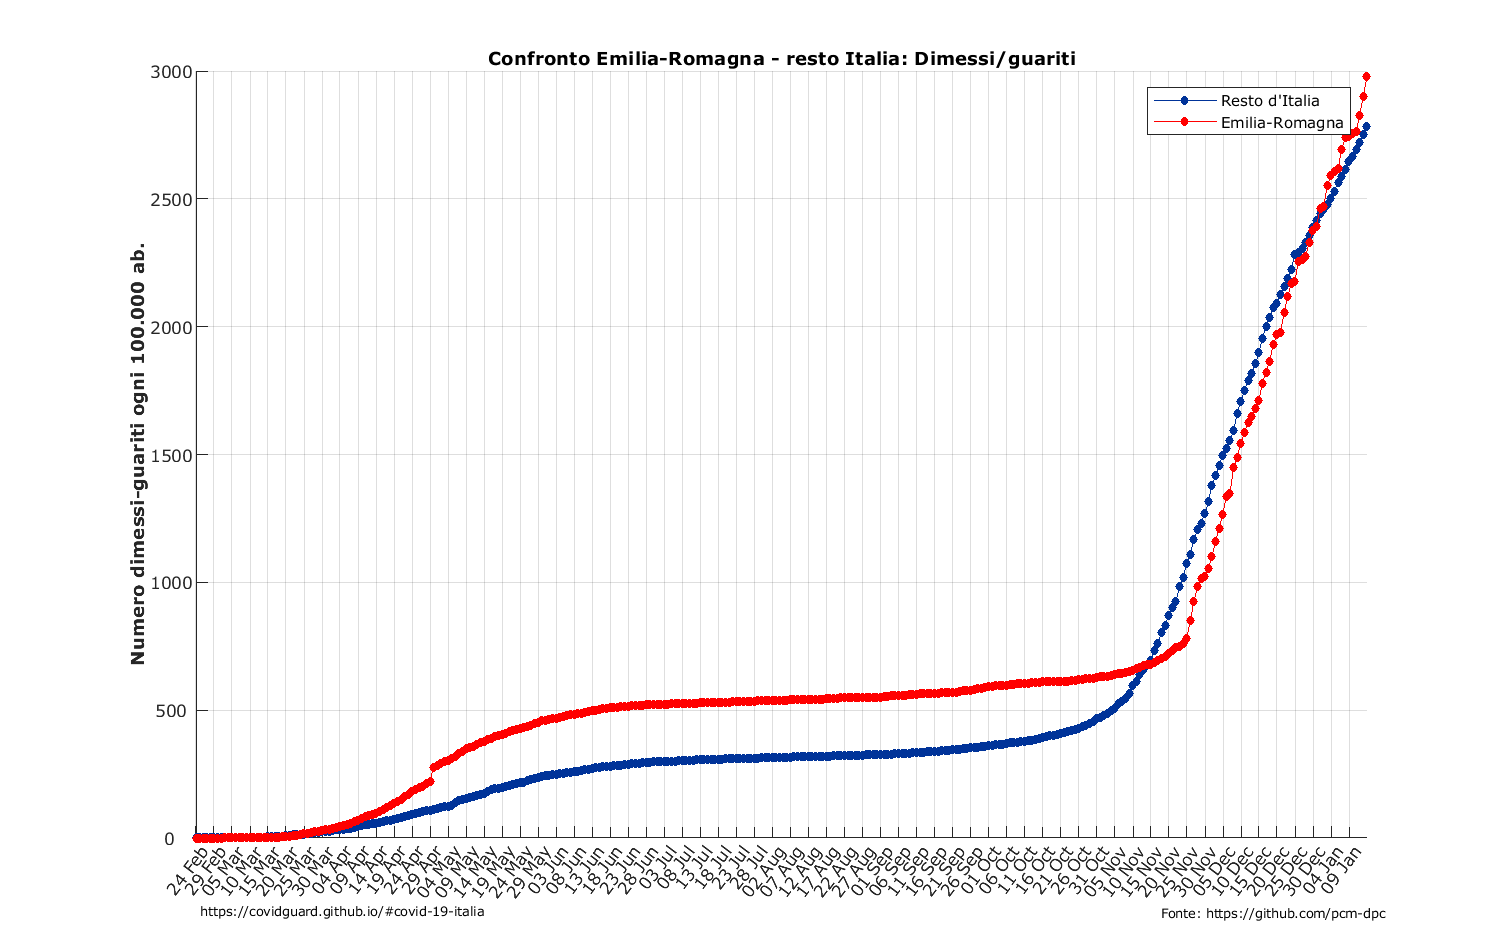 Confronto Emilia-Romagna - resto Italia: Dimessi/guariti
Resto d'Italia
Emilia-Romagna
Numero dimessi-guariti ogni 100.000 ab.
3000
2500
2000
1500
1000
500
0
24 Feb
29 Feb
05 Mar
10 Mar
15 Mar
20 Mar
25 Mar
30 Mar
04 Apr
09 Apr
14 Apr
19 Apr
24 Apr
29 Apr
04 May
09 May
14 May
19 May
24 May
29 May
03 Jun
08 Jun
13 Jun
18 Jun
23 Jun
28 Jun
03 Jul
08 Jul
13 Jul
18 Jul
23 Jul
28 Jul
02 Aug
07 Aug
12 Aug
17 Aug
22 Aug
27 Aug
01 Sep
06 Sep
11 Sep
16 Sep
21 Sep
26 Sep
01 Oct
06 Oct
11 Oct
16 Oct
21 Oct
26 Oct
31 Oct
05 Nov
10 Nov
15 Nov
20 Nov
25 Nov
30 Nov
05 Dec
10 Dec
15 Dec
20 Dec
25 Dec
30 Dec
04 Jan
09 Jan
https://covidguard.github.io/#covid-19-italia
Fonte: https://github.com/pcm-dpc